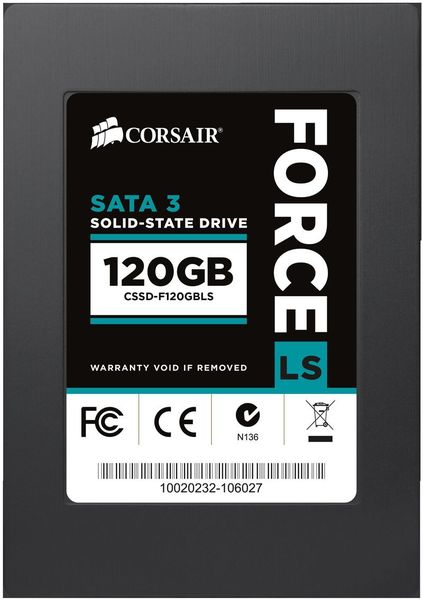 CORSAIR®
FORCE
LS
SATA 3
SOLID-STATE DRIVE
120GB
CSSD-F120GBLS
WARRANTY VOID IF REMOVED
FC CE
N136
10020232-106027